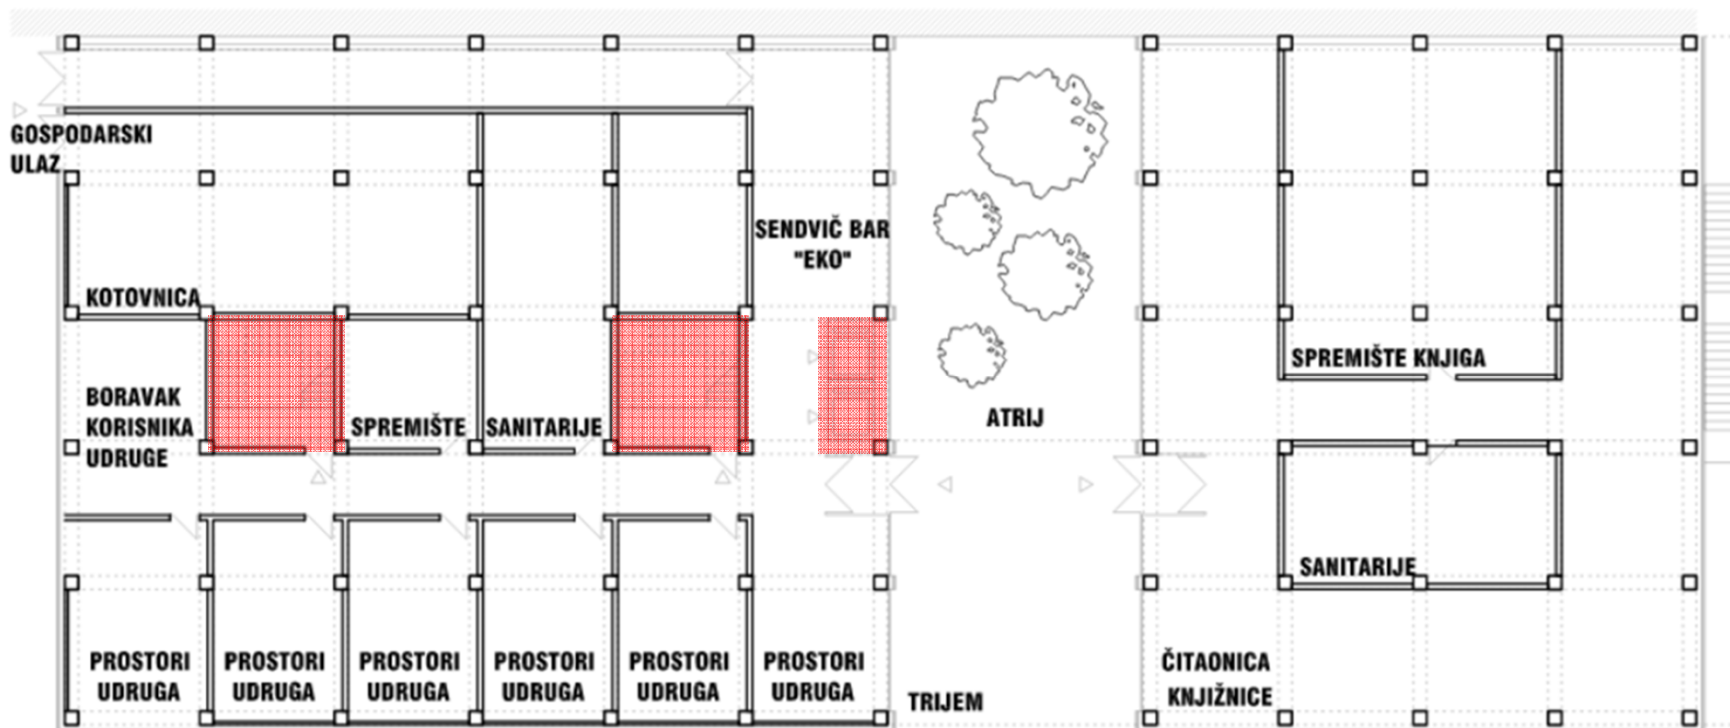 GOSPODARSKI
ULAZ
SENDVIČ BAR
"EKO"
KOTOVNICA
BORAVAK
KORISNIKA
UDRUGE
SPREMIŠTE
SANITARIJE
ATRIJ
SPREMIŠTE KNJIGA
SANITARIJE
PROSTORI
UDRUGA
PROSTORI
UDRUGA
PROSTORI
UDRUGA
PROSTORI
UDRUGA
PROSTORI
UDRUGA
PROSTORI
UDRUGA
TRIJEM
ČITAONICA
KNJIŽNICE